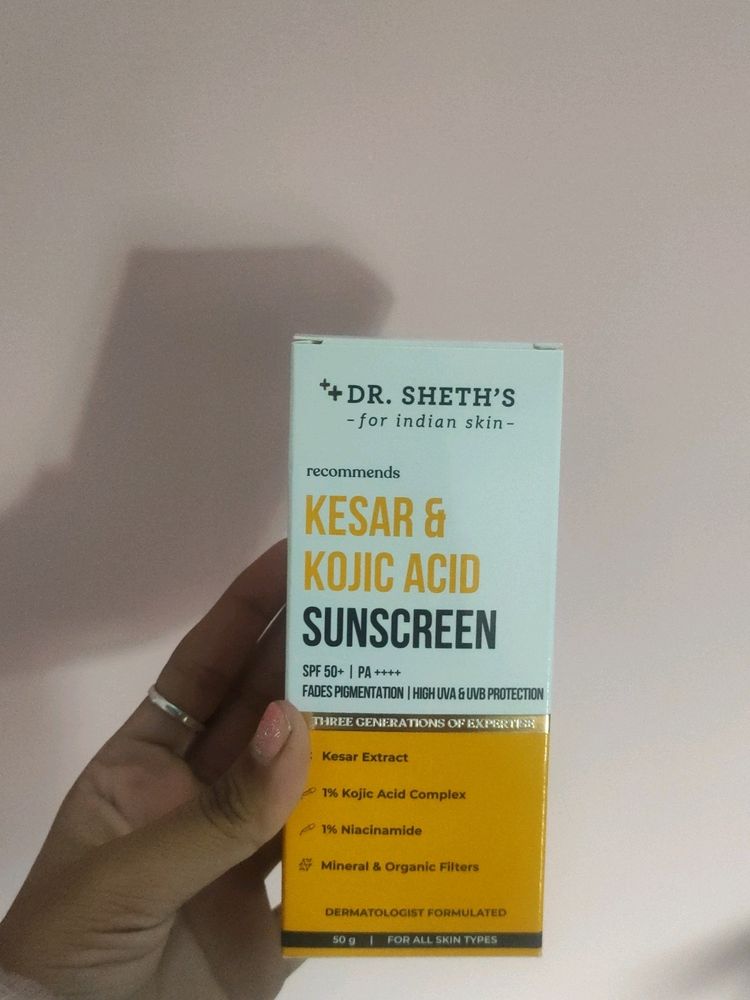 DR. SHETH'S
-for indian skin-
recommends
KESAR &
KOJIC ACID
SUNSCREEN
SPF 50+ | PA ++++
FADES PIGMENTATION | HIGH UVA & UVB PROTECTION
THREE GENERATIONS OF EXPERTISE
Kesar Extract
1% Kojic Acid Complex
1% Niacinamide
Mineral & Organic Filters
DERMATOLOGIST FORMULATED
50 g | FOR ALL SKIN TYPES